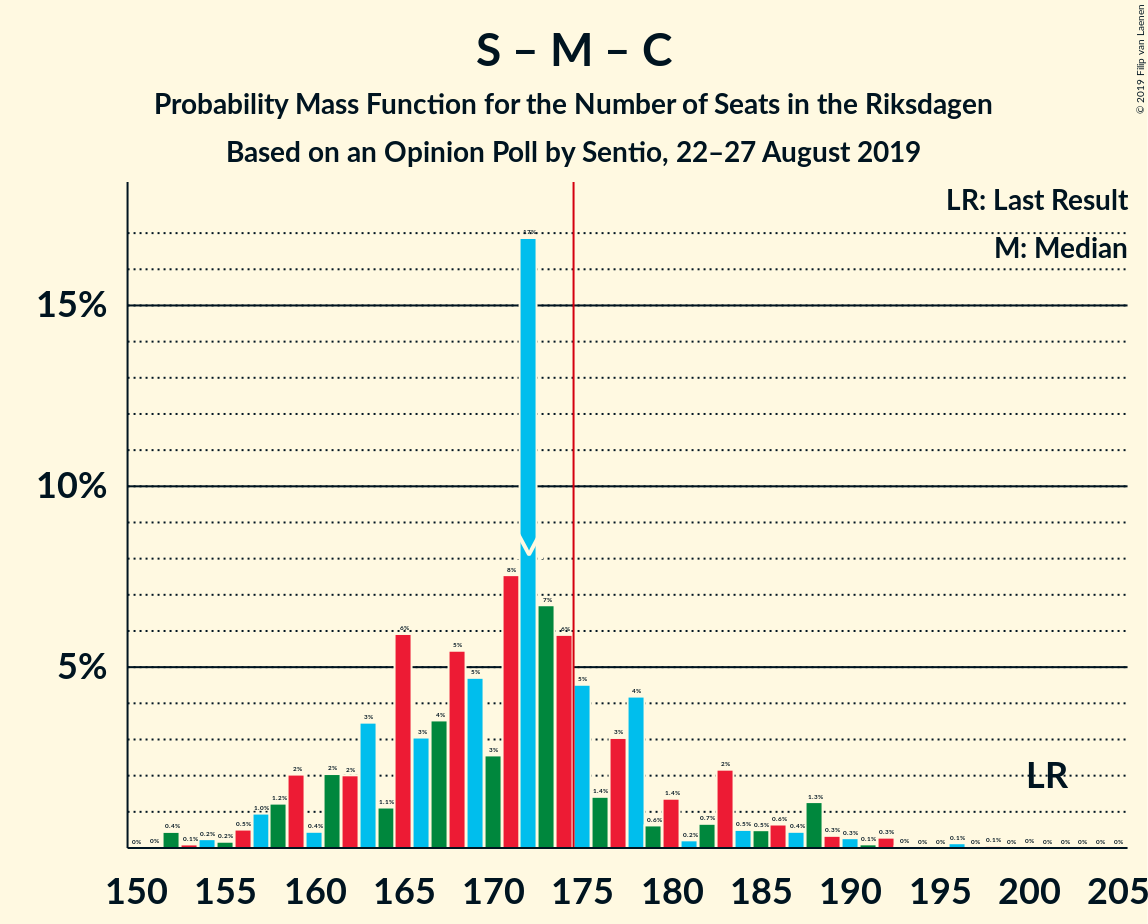 S – M – C
Probability Mass Function for the Number of Seats in the Riksdagen
Based on an Opinion Poll by Sentio, 22–27 August 2019
© 2019 Filip van Laenen
LR: Last Result
M: Median
15%
10%
5%
0% 0% 0.4% 0.1% 0.2% 0.2% 0.5% 1.0% 1.2% 2% 0.4% 2% 2% 3% 1.1% 6% 3% 4% 5% 5% 3% 8% 17% 7% 6% 5% 1.4% 3% 4% 0.6% 1.4% 0.2% 0.7% 2% 0.5% 0.5% 0.6% 0.4% 1.3% 0.3% 0.3% 0.1% 0.3% 0% 0% 0% 0.1% 0% 0.1% 0% 0% 0% 0% 0% 0% 0%
LR
150 155 160 165 170 175 180 185 190 195 200 205